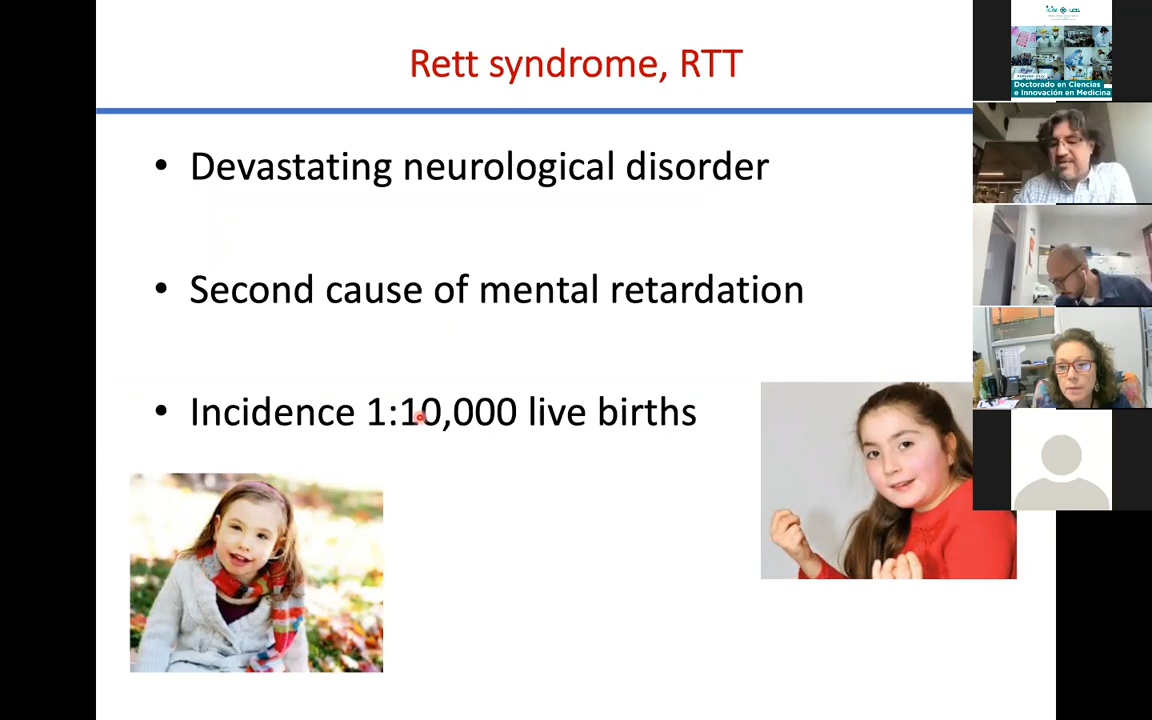 Rett syndrome, RTT
• Devastating neurological disorder
• Second cause of mental retardation
• Incidence 1:10,000 live births
Doctorado en Ciencias
e Innovación en Medicina